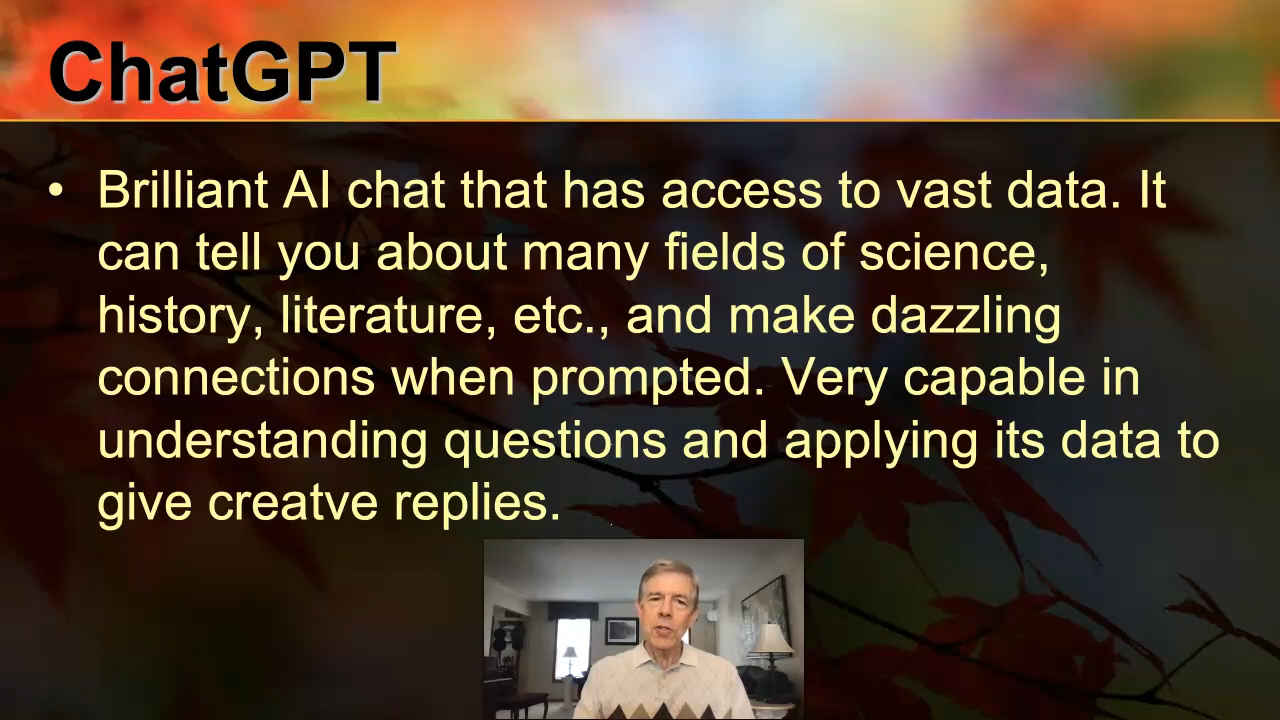 ChatGPT
• Brilliant AI chat that has access to vast data. It
can tell you about many fields of science,
history, literature, etc., and make dazzling
connections when prompted. Very capable in
understanding questions and applying its data to
give creatve replies.